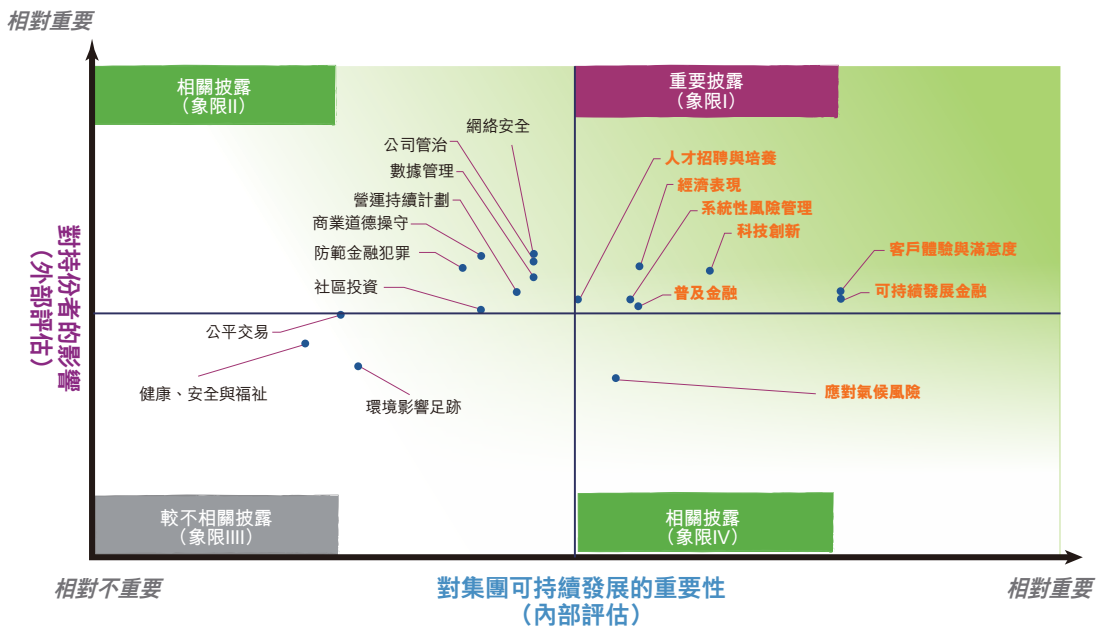 相對重要
相關披露
（象限II）
重要披露
（象限I）
網絡安全
公司管治
數據管理
營運持續計劃
商業道德操守
防範金融犯罪
社區投資
公平交易
健康、安全與福祉
環境影響足跡
人才招聘與培養
經濟表現
系統性風險管理
科技創新
普及金融
客戶體驗與滿意度
可持續發展金融
應對氣候風險
對持份者的影響
（外部評估）
較不相關披露
（象限IIII）
相關披露
（象限IV）
相對不重要
對集團可持續發展的重要性
（內部評估）
相對重要